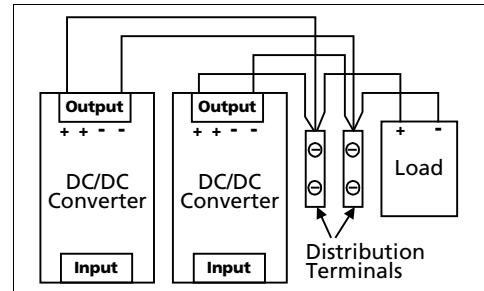 Output
+ + - -
DC/DC
Converter
Input
Output
+ + - -
DC/DC
Converter
Input
+ -
Load
Distribution
Terminals